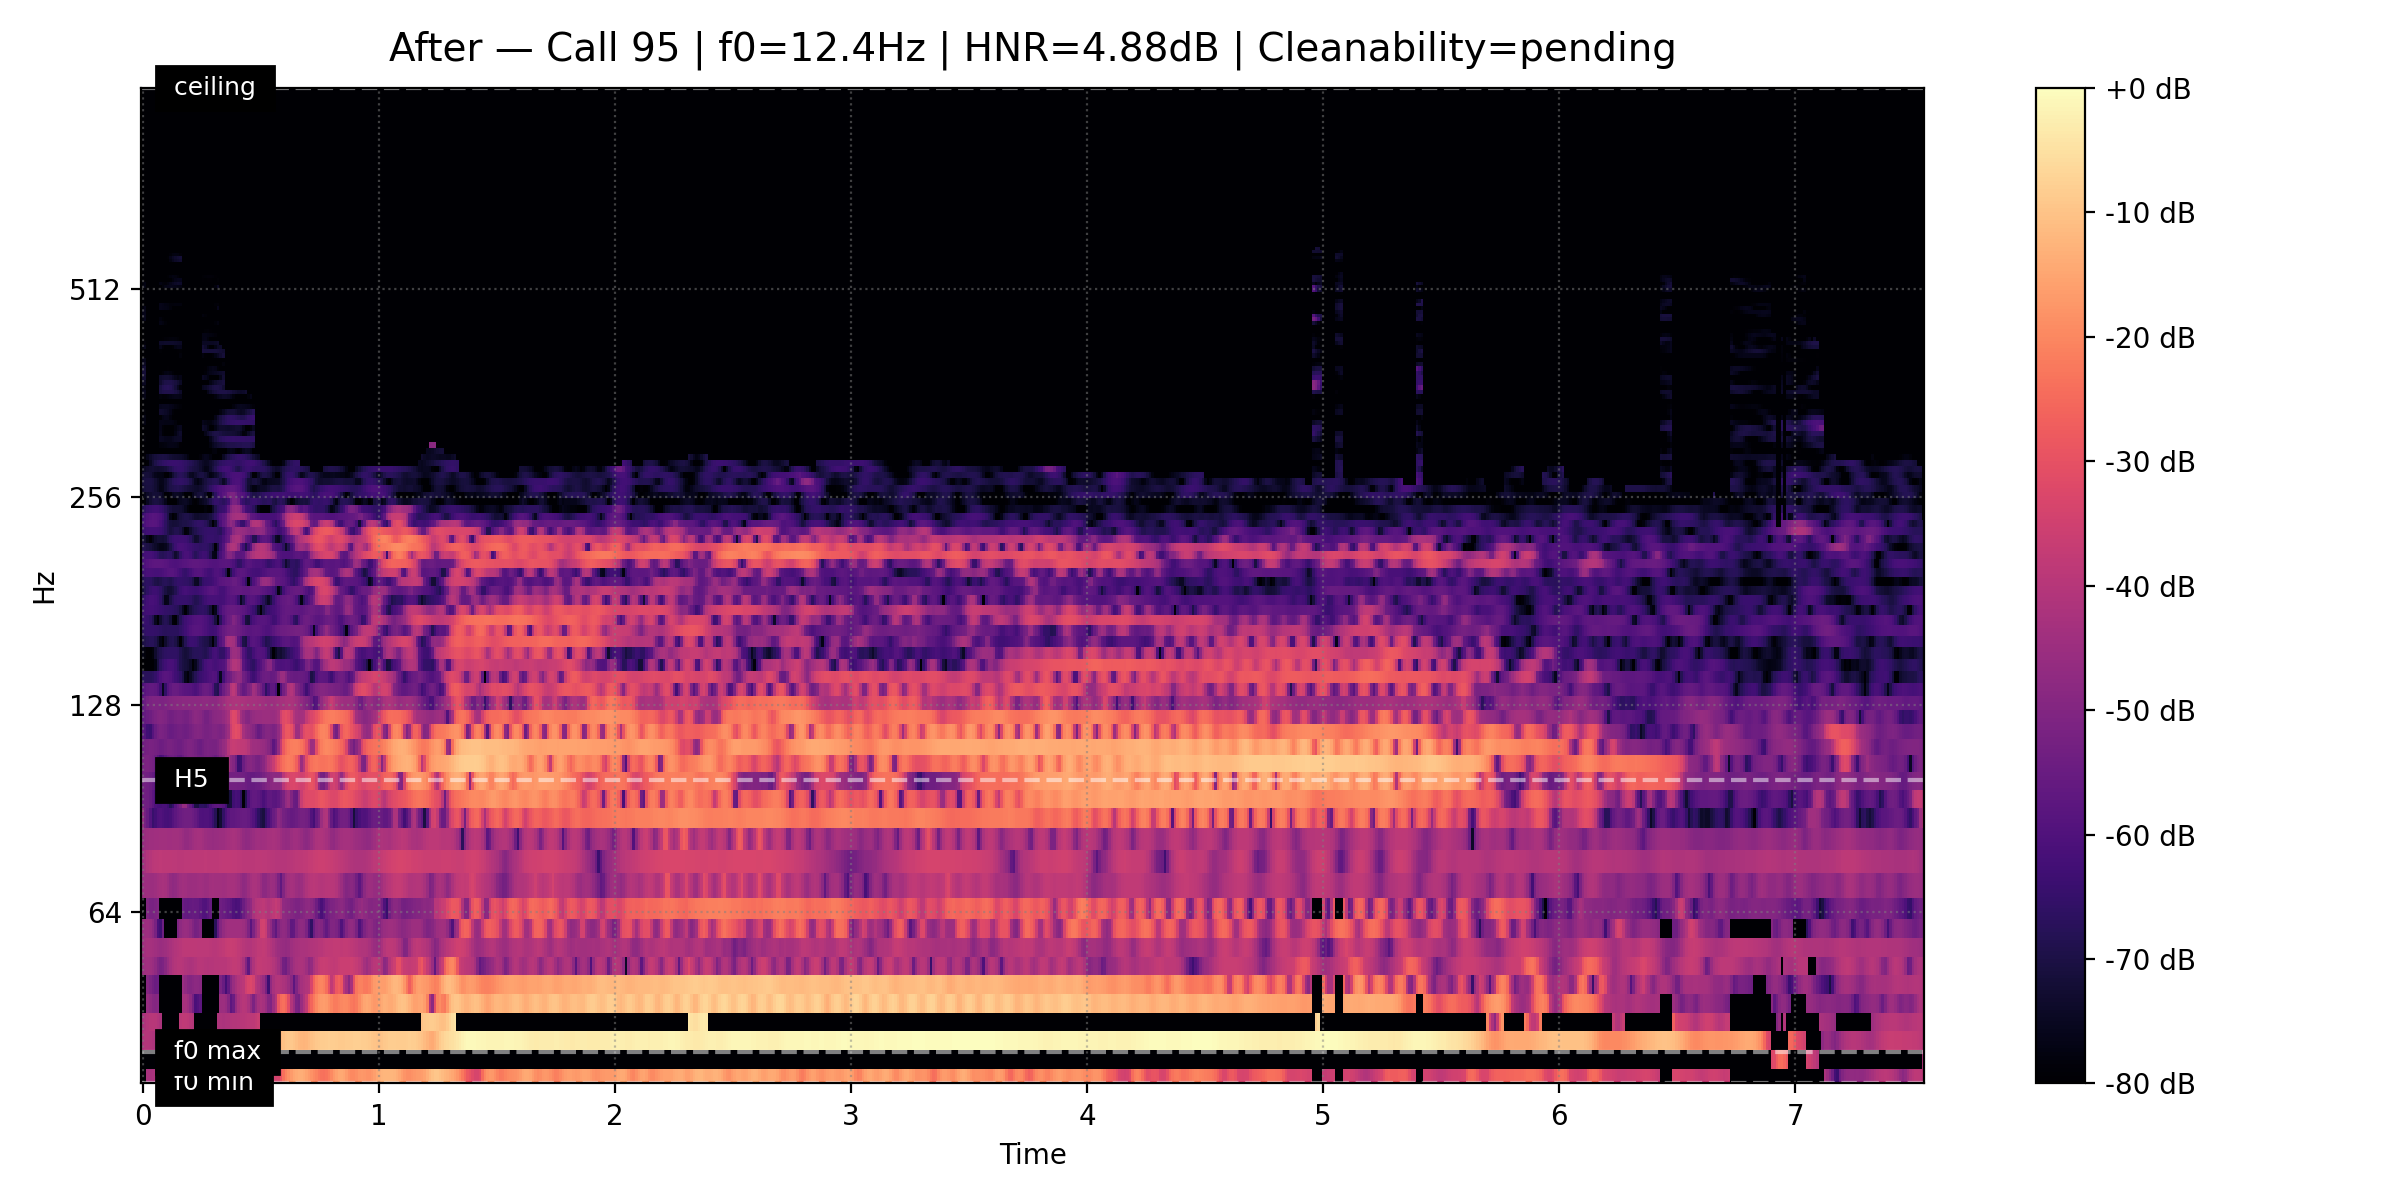 After — Call 95 | f0=12.4Hz | HNR=4.88dB | Cleanability=pending
ceiling
+0 dB
-10 dB
-20 dB
-30 dB
-40 dB
-50 dB
-60 dB
-70 dB
-80 dB
512
256
128
64
Hz
H5
f0 max
f0 min
0 1 2 3 4 5 6 7
Time